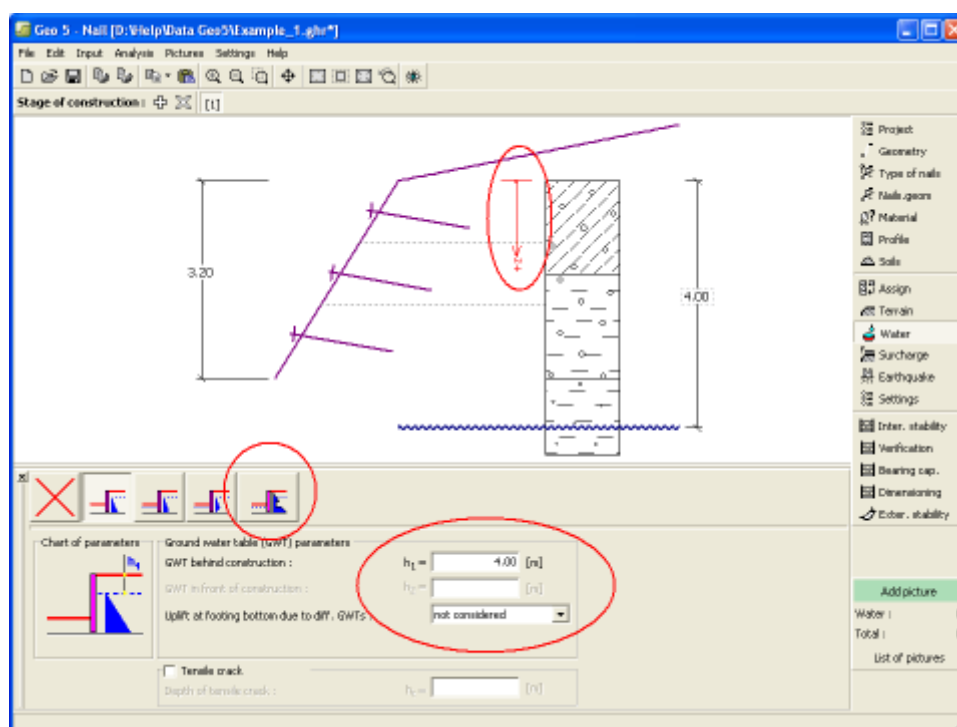 Geo 5 - Nail [D:\Help\Data Geo5\Example_1.ghr*]
File Edit Input Analysis Pictures Settings Help
Stage of construction : [1]
3.20
+z
4.00
Project
Geometry
Type of nails
Nails geom
Material
Profile
Soils
Assign
Terrain
Water
Surcharge
Earthquake
Settings
Inter. stability
Verification
Bearing cap.
Dimensioning
Exter. stability
Chart of parameters
h1
Ground water table (GWT) parameters
GWT behind construction : h1 = 4.00 [m]
GWT in front of construction : h2 = [m]
Uplift at footing bottom due to diff. GWTs : not considered
Tensile crack
Depth of tensile crack : ht = [m]
Add picture
Water :
Total :
List of pictures